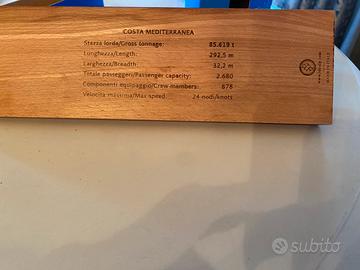 COSTA MEDITERRANEA
Stazza lorda/Gross tonnage: 85.619 t
Lunghezza/Length: 292,5 m
Larghezza/Breadth: 32,2 m
Totale passeggeri/Passenger capacity: 2.680
Componenti equipaggio/Crew members: 878
Velocità massima/Max speed: 24 nodi/knots
subito